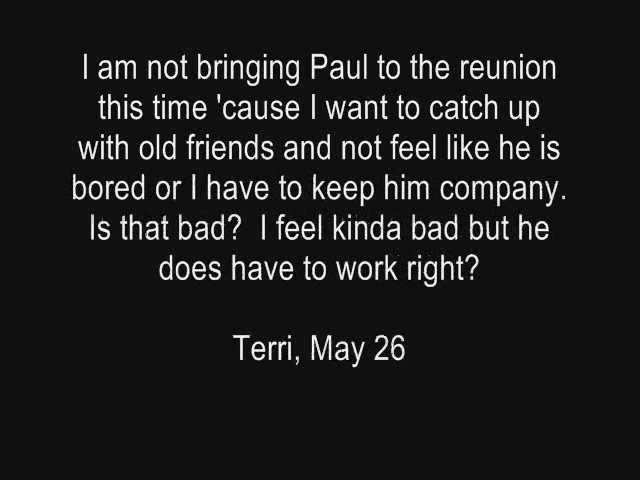 I am not bringing Paul to the reunion
this time 'cause I want to catch up
with old friends and not feel like he is
bored or I have to keep him company.
Is that bad?  I feel kinda bad but he
does have to work right?
Terri, May 26